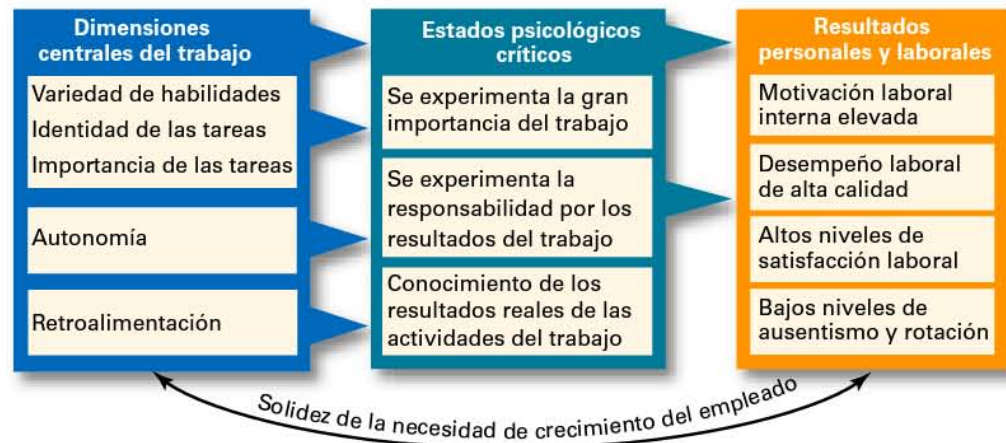 Dimensiones
centrales del trabajo
Variedad de habilidades
Identidad de las tareas
Importancia de las tareas
Autonomía
Retroalimentación
Estados psicológicos
críticos
Se experimenta la gran
importancia del trabajo
Se experimenta la
responsabilidad por los
resultados del trabajo
Conocimiento de los
resultados reales de las
actividades del trabajo
Resultados
personales y laborales
Motivación laboral
interna elevada
Desempeño laboral
de alta calidad
Altos niveles de
satisfacción laboral
Bajos niveles de
ausentismo y rotación
Solidez de la necesidad de crecimiento del empleado